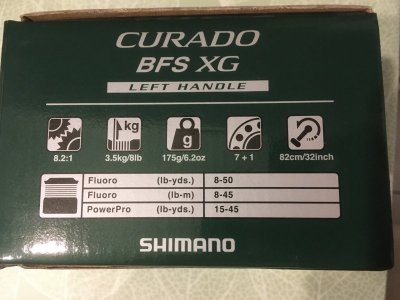 CURADO
BFS XG
LEFT HANDLE
kg
g
8.2:1 3.5kg/8lb 175g/6.2oz 7 + 1 82cm/32inch
Fluoro (lb-yds.) 8-50
Fluoro (lb-m) 8-45
PowerPro (lb-yds.) 15-45
SHIMANO